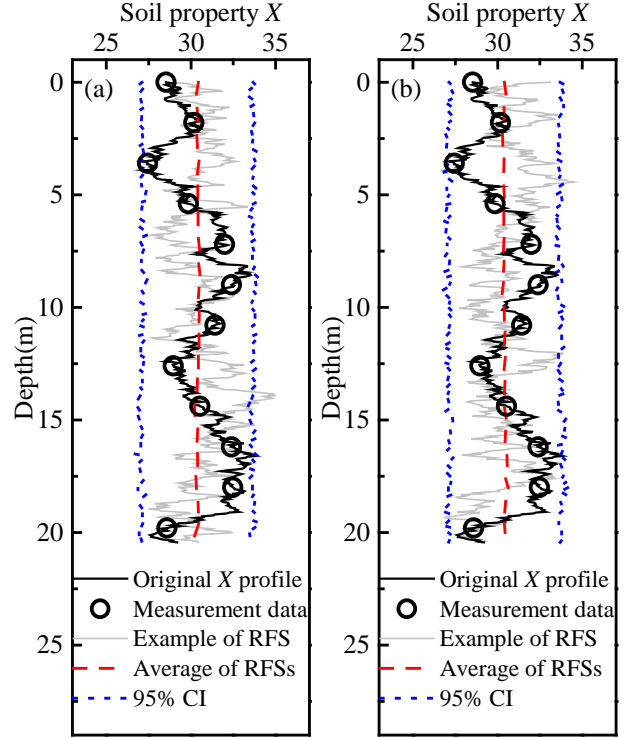 Soil property X
Soil property X
25 30 35
25 30 35
0
5
10
15
20
25
Depth(m)
(a)
Original X profile
Measurement data
Example of RFS
Average of RFSs
95% CI
0
5
10
15
20
25
Depth(m)
(b)
Original X profile
Measurement data
Example of RFS
Average of RFSs
95% CI